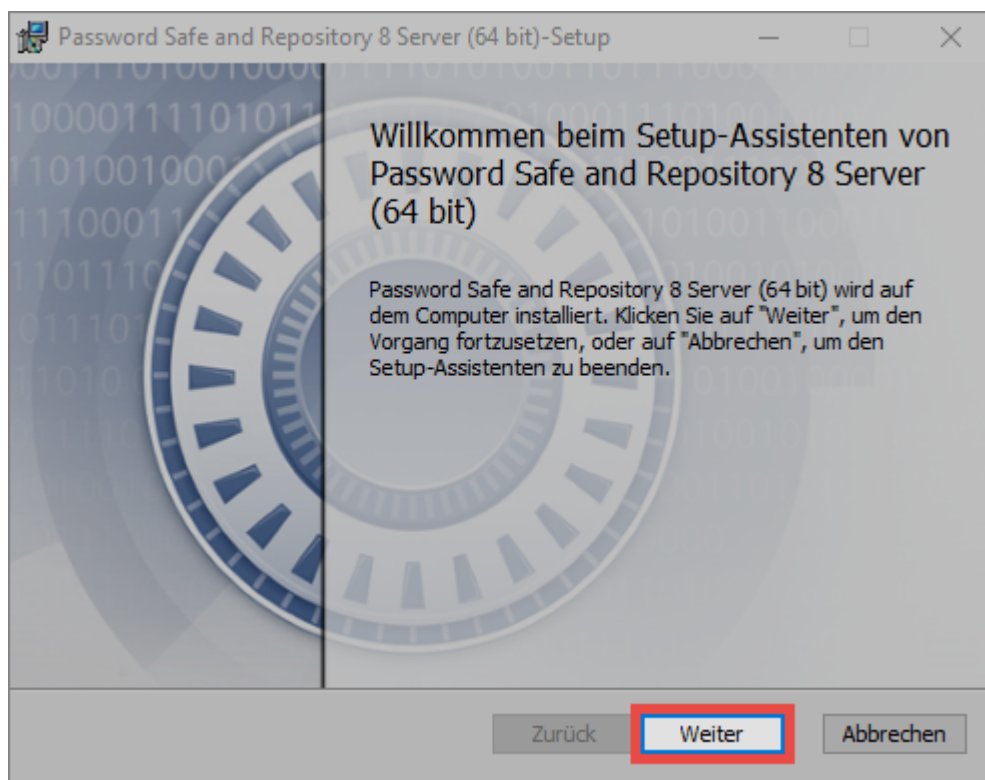 Password Safe and Repository 8 Server (64 bit)-Setup
Willkommen beim Setup-Assistenten von
Password Safe and Repository 8 Server
(64 bit)
Password Safe and Repository 8 Server (64 bit) wird auf
dem Computer installiert. Klicken Sie auf "Weiter", um den
Vorgang fortzusetzen, oder auf "Abbrechen", um den
Setup-Assistenten zu beenden.
Zurück Weiter Abbrechen